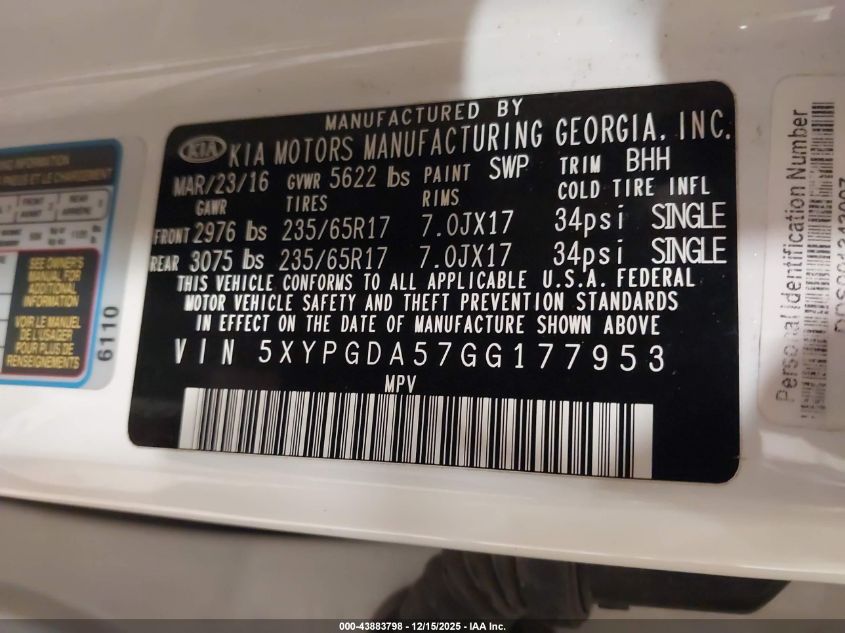 MANUFACTURED BY
KIA KIA MOTORS MANUFACTURING GEORGIA, INC.
MAR/23/16 GVWR 5622 lbs PAINT SWP TRIM BHH
GAWR TIRES RIMS COLD TIRE INFL
FRONT 2976 lbs 235/65R17 7.0JX17 34psi SINGLE
REAR 3075 lbs 235/65R17 7.0JX17 34psi SINGLE
THIS VEHICLE CONFORMS TO ALL APPLICABLE U.S.A. FEDERAL
MOTOR VEHICLE SAFETY AND THEFT PREVENTION STANDARDS
IN EFFECT ON THE DATE OF MANUFACTURE SHOWN ABOVE
VIN 5XYPGDA57GG177953
MPV
INFORMATION
LE CHARGEMENT
SEE OWNER'S
MANUAL FOR
ADDITIONAL
INFORMATION
VOIR LE MANUEL
DE L'USAGER
POUR PLUS DE
RENSEIGNEMENTS
6110
Personal Identification Number
000-43883798 - 12/15/2025 - IAA Inc.